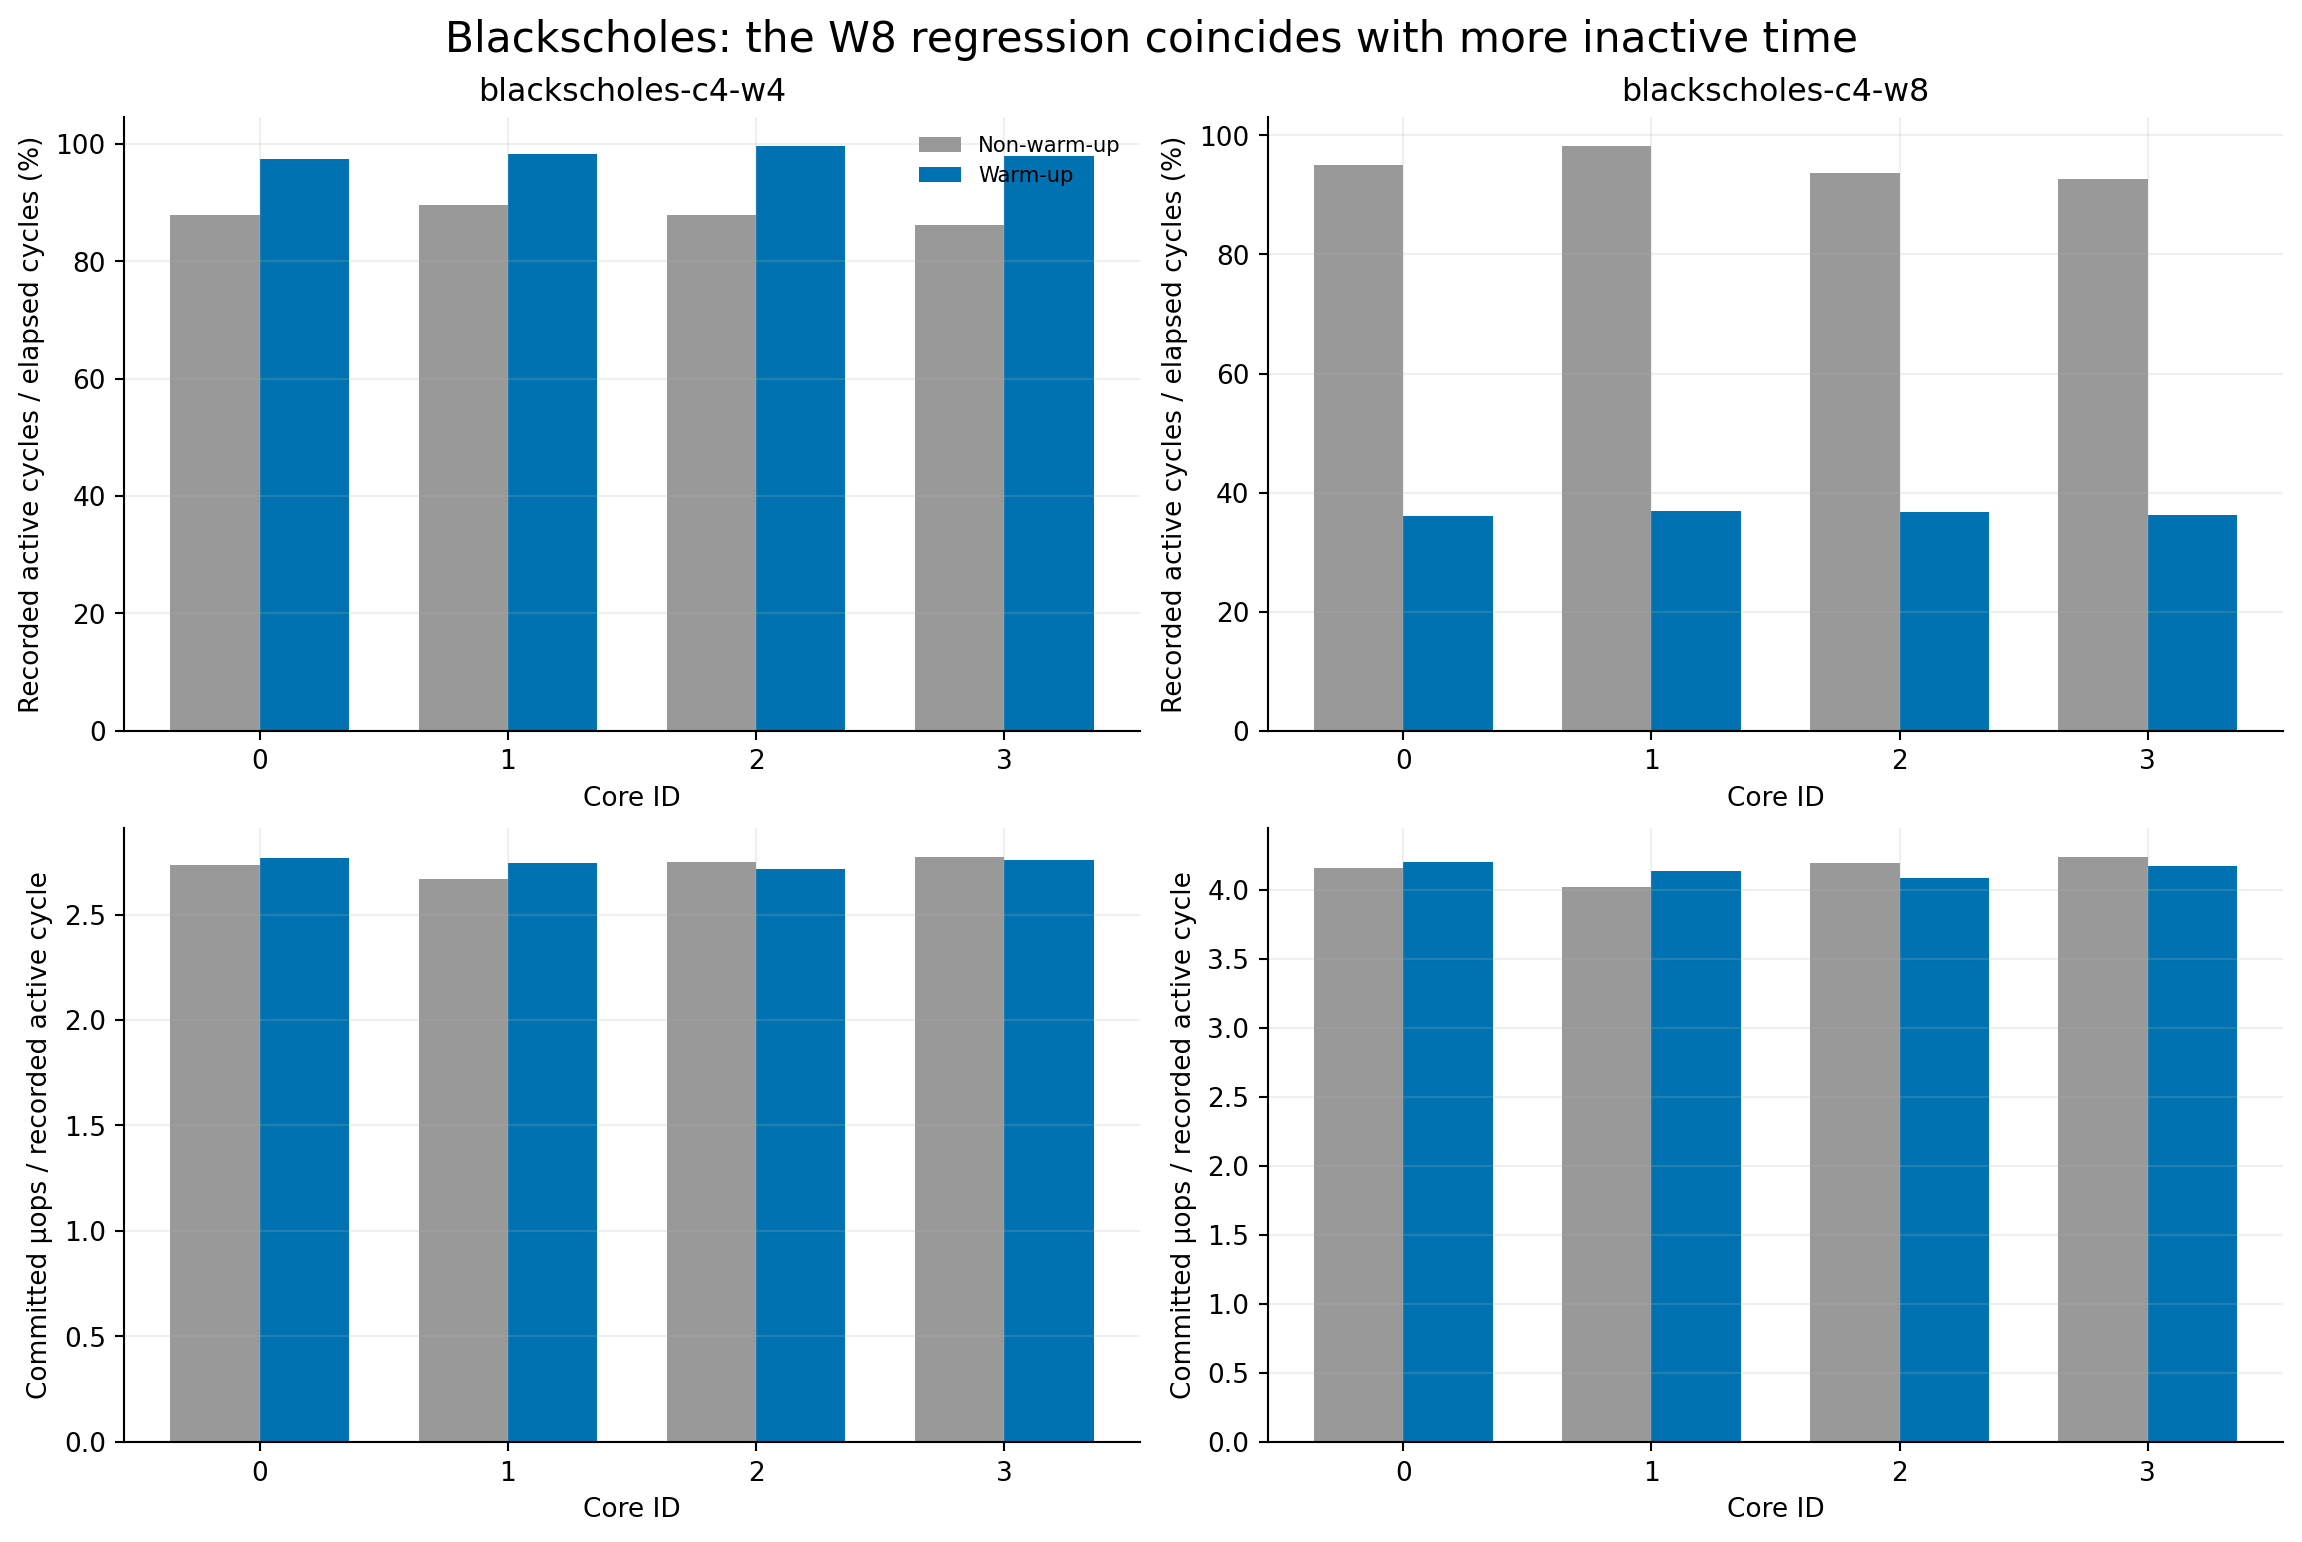 Blackscholes: the W8 regression coincides with more inactive time
blackscholes-c4-w4
Recorded active cycles / elapsed cycles (%)
100
80
60
40
20
0
Non-warm-up
Warm-up
0 1 2 3
Core ID
blackscholes-c4-w8
Recorded active cycles / elapsed cycles (%)
100
80
60
40
20
0
0 1 2 3
Core ID
Committed µops / recorded active cycle
2.5
2.0
1.5
1.0
0.5
0.0
0 1 2 3
Core ID
Committed µops / recorded active cycle
4.0
3.5
3.0
2.5
2.0
1.5
1.0
0.5
0.0
0 1 2 3
Core ID